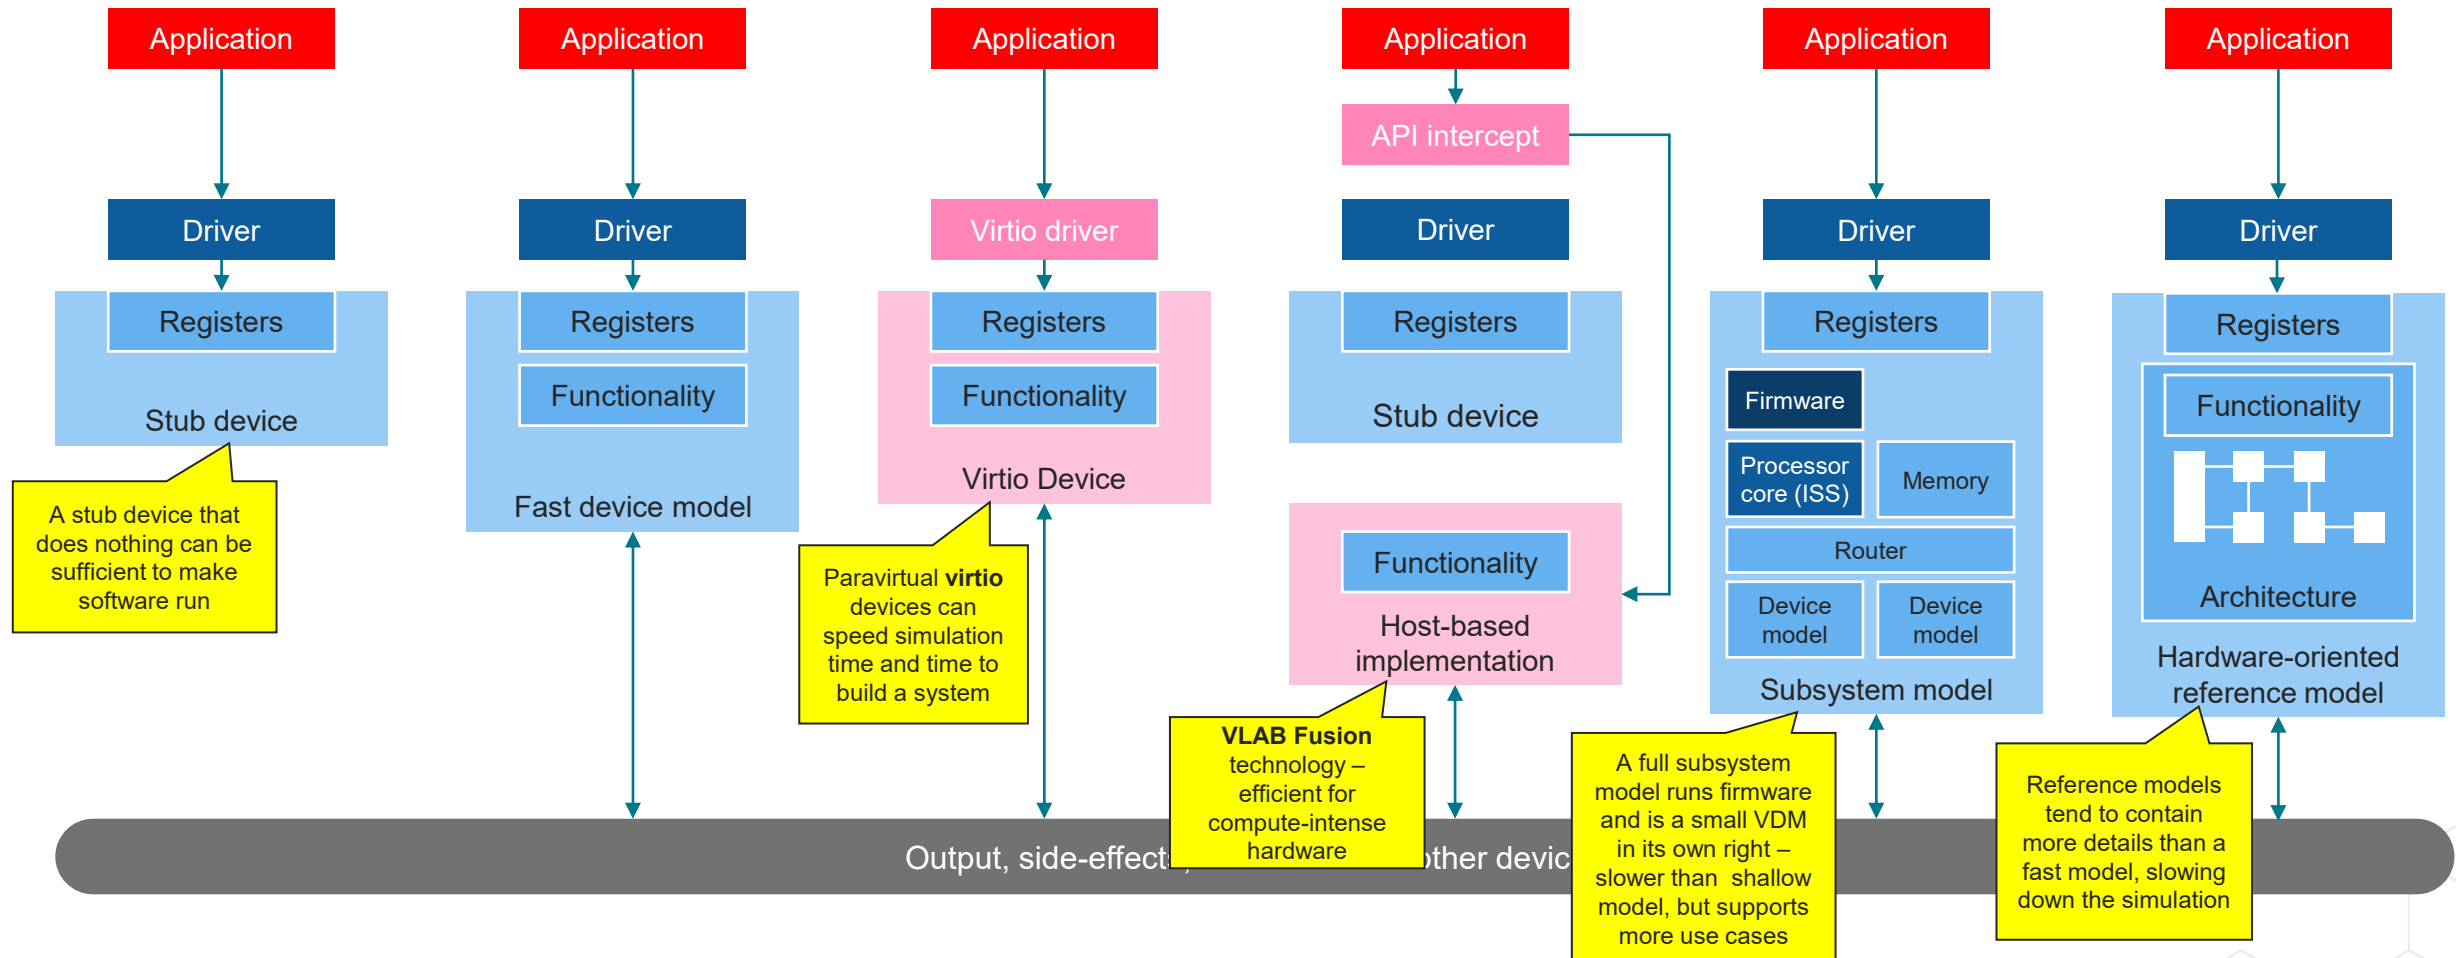 Application
Driver
Registers
Stub device
A stub device that
does nothing can be
sufficient to make
software run
Application
Driver
Registers
Functionality
Fast device model
Application
Virtio driver
Registers
Functionality
Virtio Device
Paravirtual virtio
devices can
speed simulation
time and time to
build a system
Application
API intercept
Driver
Registers
Stub device
Functionality
Host-based
implementation
VLAB Fusion
technology –
efficient for
compute-intense
hardware
Application
Driver
Registers
Firmware
Processor
core (ISS)
Memory
Router
Device
model
Device
model
Subsystem model
A full subsystem
model runs firmware
and is a small VDM
in its own right –
slower than  shallow
model, but supports
more use cases
Application
Driver
Registers
Functionality
Architecture
Hardware-oriented
reference model
Reference models
tend to contain
more details than a
fast model, slowing
down the simulation
Output, side-effects, other